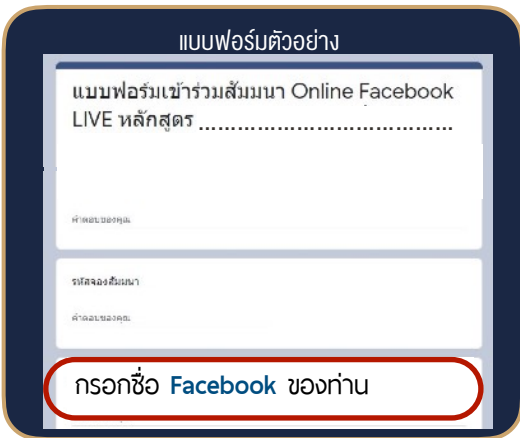 แบบฟอร์มตัวอย่าง
แบบฟอร์มเข้าร่วมสัมมนา Online Facebook
LIVE หลักสูตร ......................................
คำตอบของคุณ
รหัสจองสัมมนา
คำตอบของคุณ
กรอกชื่อ Facebook ของท่าน